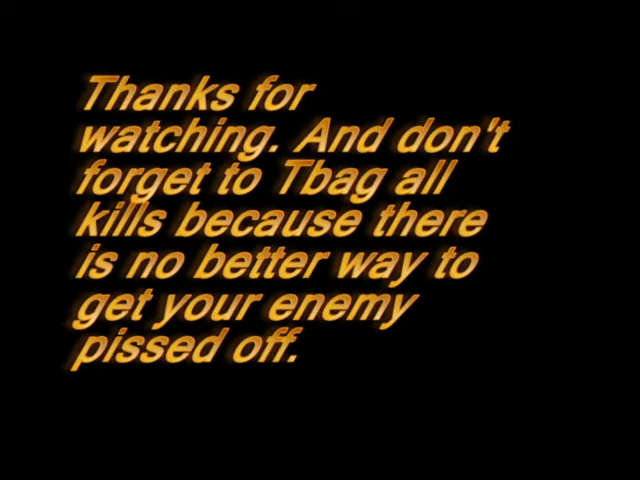 Thanks for
watching. And don't
forget to Tbag all
kills because there
is no better way to
get your enemy
pissed off.